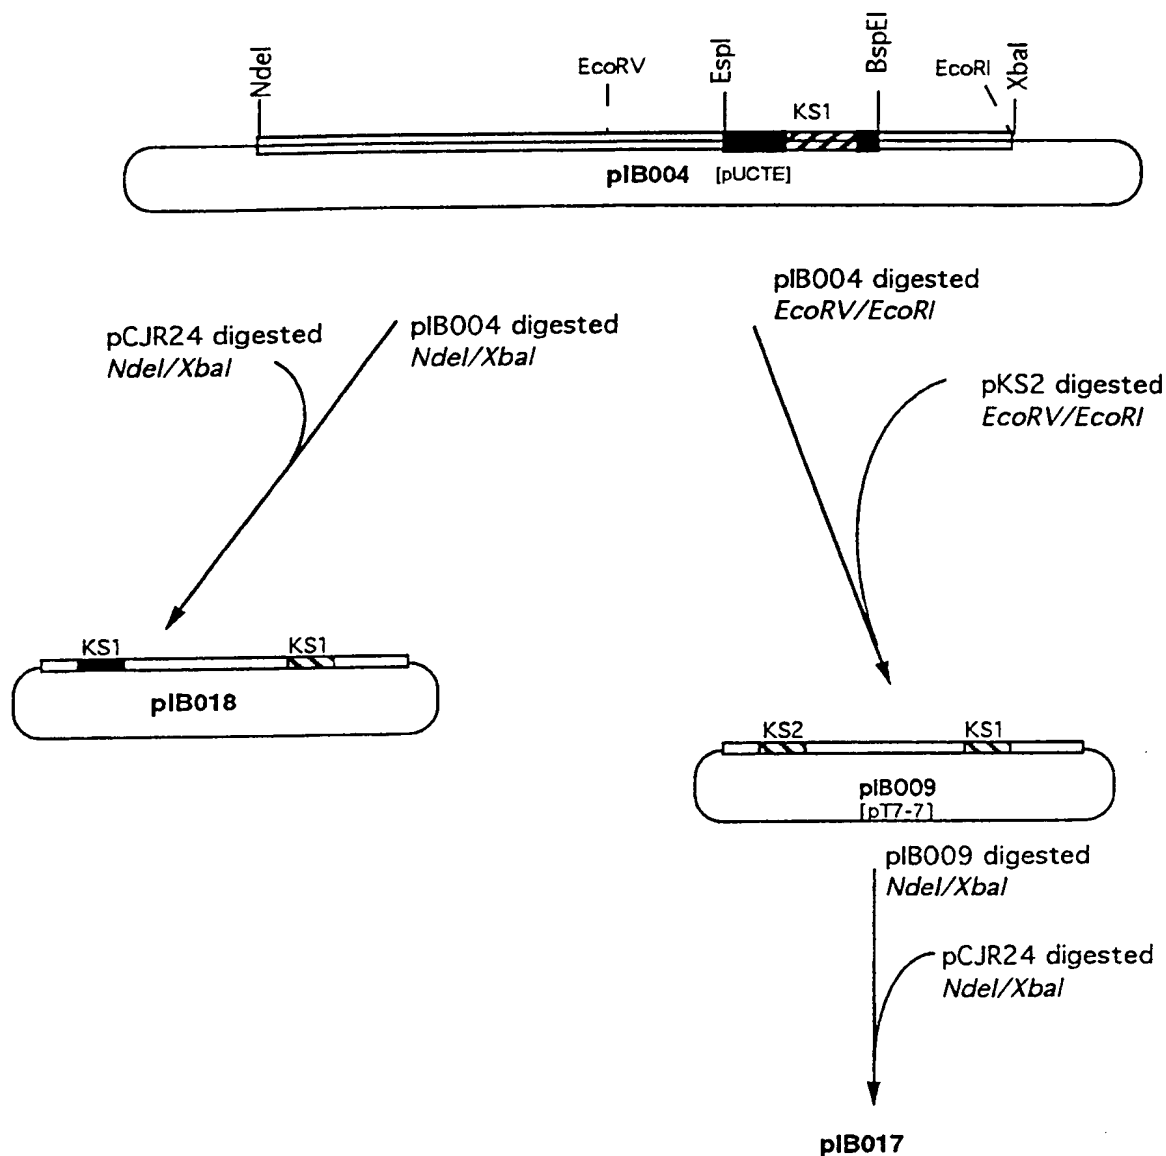 NdeI
EcoRV
EspI
KS1
BspEI
EcoRI
XbaI
pIB004 [pUCTE]
pIB004 digested
EcoRV/EcoRI
pCJR24 digested
NdeI/XbaI
pIB004 digested
NdeI/XbaI
pKS2 digested
EcoRV/EcoRI
KS1 KS1
pIB018
KS2 KS1
pIB009
[pT7-7]
pIB009 digested
NdeI/XbaI
pCJR24 digested
NdeI/XbaI
pIB017